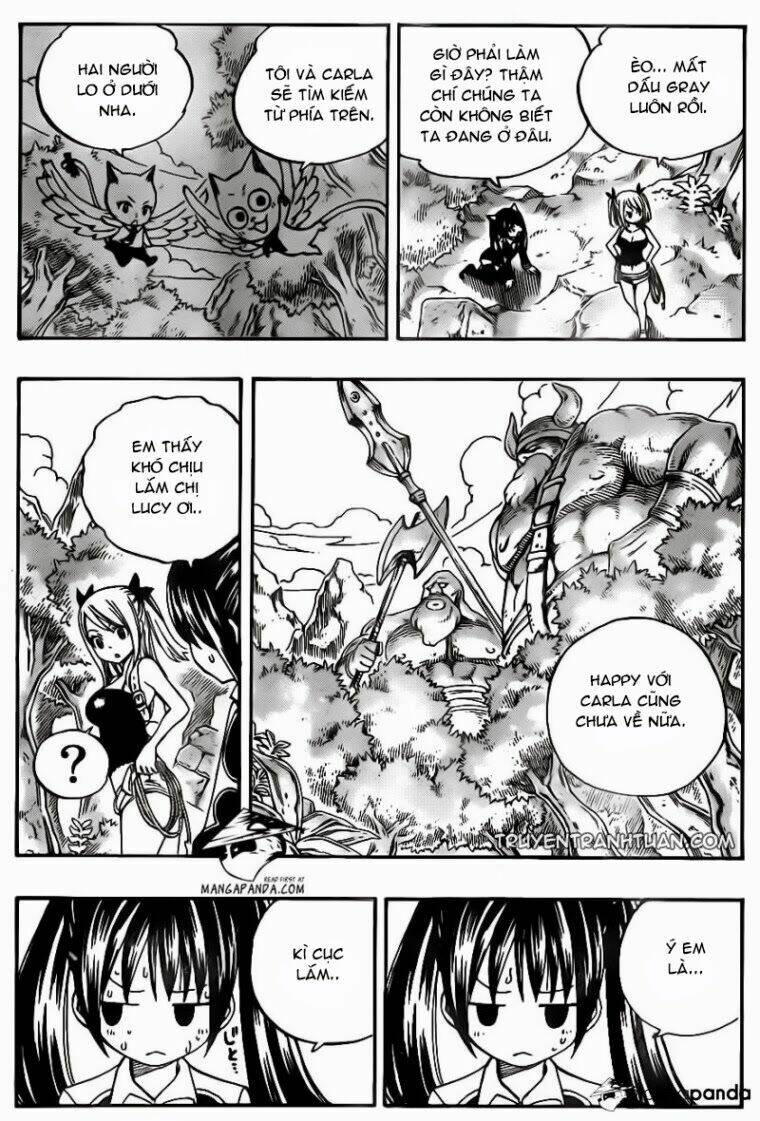 ÈO... MẤT
DẤU GRAY
LUÔN RỒI.
GIỜ PHẢI LÀM
GÌ ĐÂY? THẬM
CHÍ CHÚNG TA
CÒN KHÔNG BIẾT
TA ĐANG Ở ĐÂU.
TÔI VÀ CARLA
SẼ TÌM KIẾM
TỪ PHÍA TRÊN.
HAI NGƯỜI
LO Ở DƯỚI
NHA.
HAPPY VỚI
CARLA CŨNG
CHƯA VỀ NỮA.
TRUYENTRANHTUAN.COM
EM THẤY
KHÓ CHỊU
LẮM CHỊ
LUCY ƠI..
?
READ FIRST AT
MANGAPANDA.COM
Ý EM
LÀ...
KÌ CỤC
LẮM..
じと…